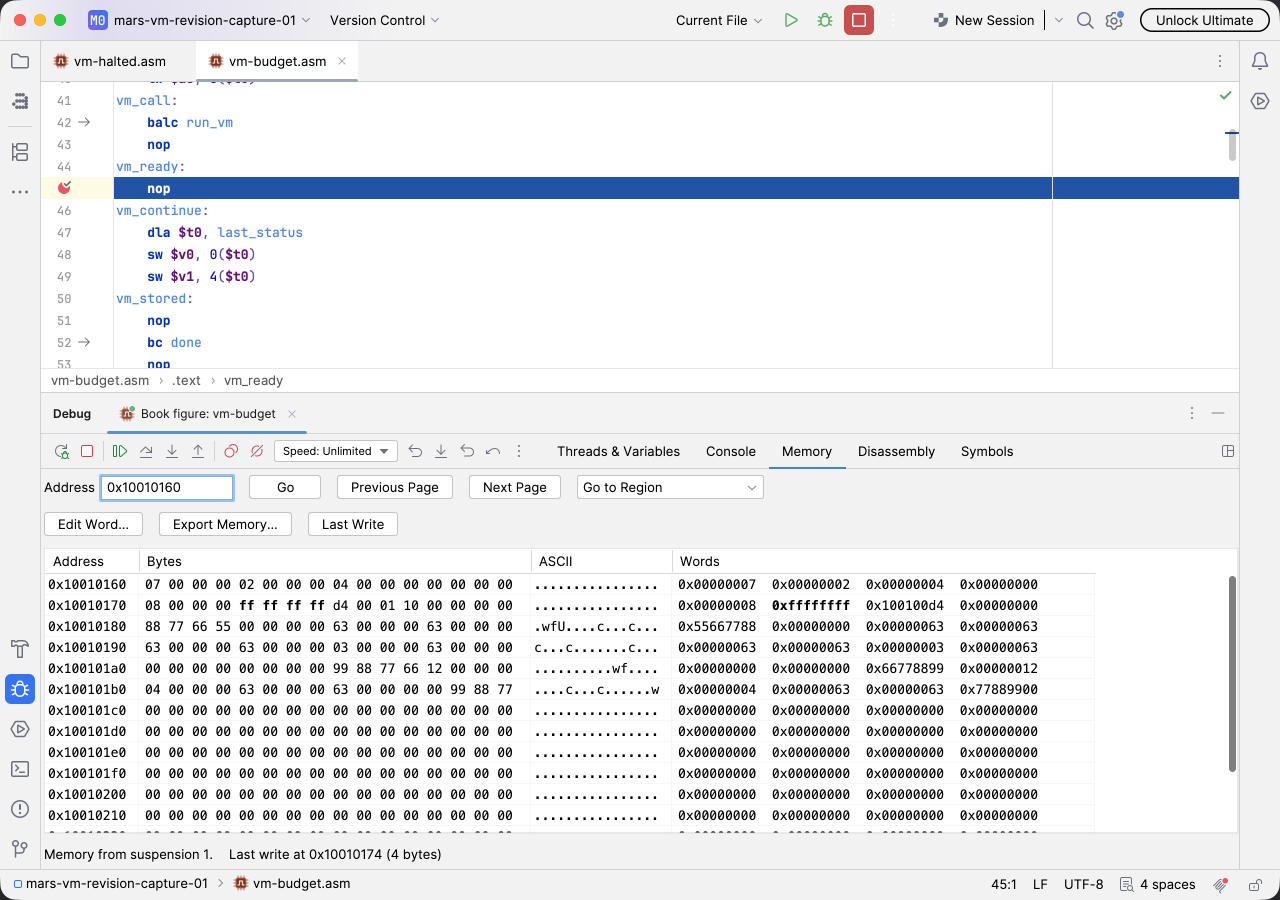 M0 mars-vm-revision-capture-01 Version Control Current File New Session Unlock Ultimate
vm-halted.asm vm-budget.asm
41 vm_call:
42 balc run_vm
43 nop
44 vm_ready:
nop
46 vm_continue:
47 dla $t0, last_status
48 sw $v0, 0($t0)
49 sw $v1, 4($t0)
50 vm_stored:
51 nop
52 bc done
53 nop
vm-budget.asm › .text › vm_ready
Debug Book figure: vm-budget
Speed: Unlimited Threads & Variables Console Memory Disassembly Symbols
Address 0x10010160 Go Previous Page Next Page Go to Region
Edit Word... Export Memory... Last Write
Address Bytes ASCII Words
0x10010160 07 00 00 00 02 00 00 00 04 00 00 00 00 00 00 00 ................ 0x00000007 0x00000002 0x00000004 0x00000000
0x10010170 08 00 00 00 ff ff ff ff d4 00 01 10 00 00 00 00 ................ 0x00000008 0xffffffff 0x100100d4 0x00000000
0x10010180 88 77 66 55 00 00 00 00 63 00 00 00 63 00 00 00 .wfU....c...c... 0x55667788 0x00000000 0x00000063 0x00000063
0x10010190 63 00 00 00 63 00 00 00 03 00 00 00 63 00 00 00 c...c.......c... 0x00000063 0x00000063 0x00000003 0x00000063
0x100101a0 00 00 00 00 00 00 00 00 99 88 77 66 12 00 00 00 ..........wf.... 0x00000000 0x00000000 0x66778899 0x00000012
0x100101b0 04 00 00 00 63 00 00 00 63 00 00 00 00 99 88 77 ....c...c......w 0x00000004 0x00000063 0x00000063 0x77889900
0x100101c0 00 00 00 00 00 00 00 00 00 00 00 00 00 00 00 00 ................ 0x00000000 0x00000000 0x00000000 0x00000000
0x100101d0 00 00 00 00 00 00 00 00 00 00 00 00 00 00 00 00 ................ 0x00000000 0x00000000 0x00000000 0x00000000
0x100101e0 00 00 00 00 00 00 00 00 00 00 00 00 00 00 00 00 ................ 0x00000000 0x00000000 0x00000000 0x00000000
0x100101f0 00 00 00 00 00 00 00 00 00 00 00 00 00 00 00 00 ................ 0x00000000 0x00000000 0x00000000 0x00000000
0x10010200 00 00 00 00 00 00 00 00 00 00 00 00 00 00 00 00 ................ 0x00000000 0x00000000 0x00000000 0x00000000
0x10010210 00 00 00 00 00 00 00 00 00 00 00 00 00 00 00 00 ................ 0x00000000 0x00000000 0x00000000 0x00000000
Memory from suspension 1. Last write at 0x10010174 (4 bytes)
mars-vm-revision-capture-01 › vm-budget.asm 45:1 LF UTF-8 4 spaces